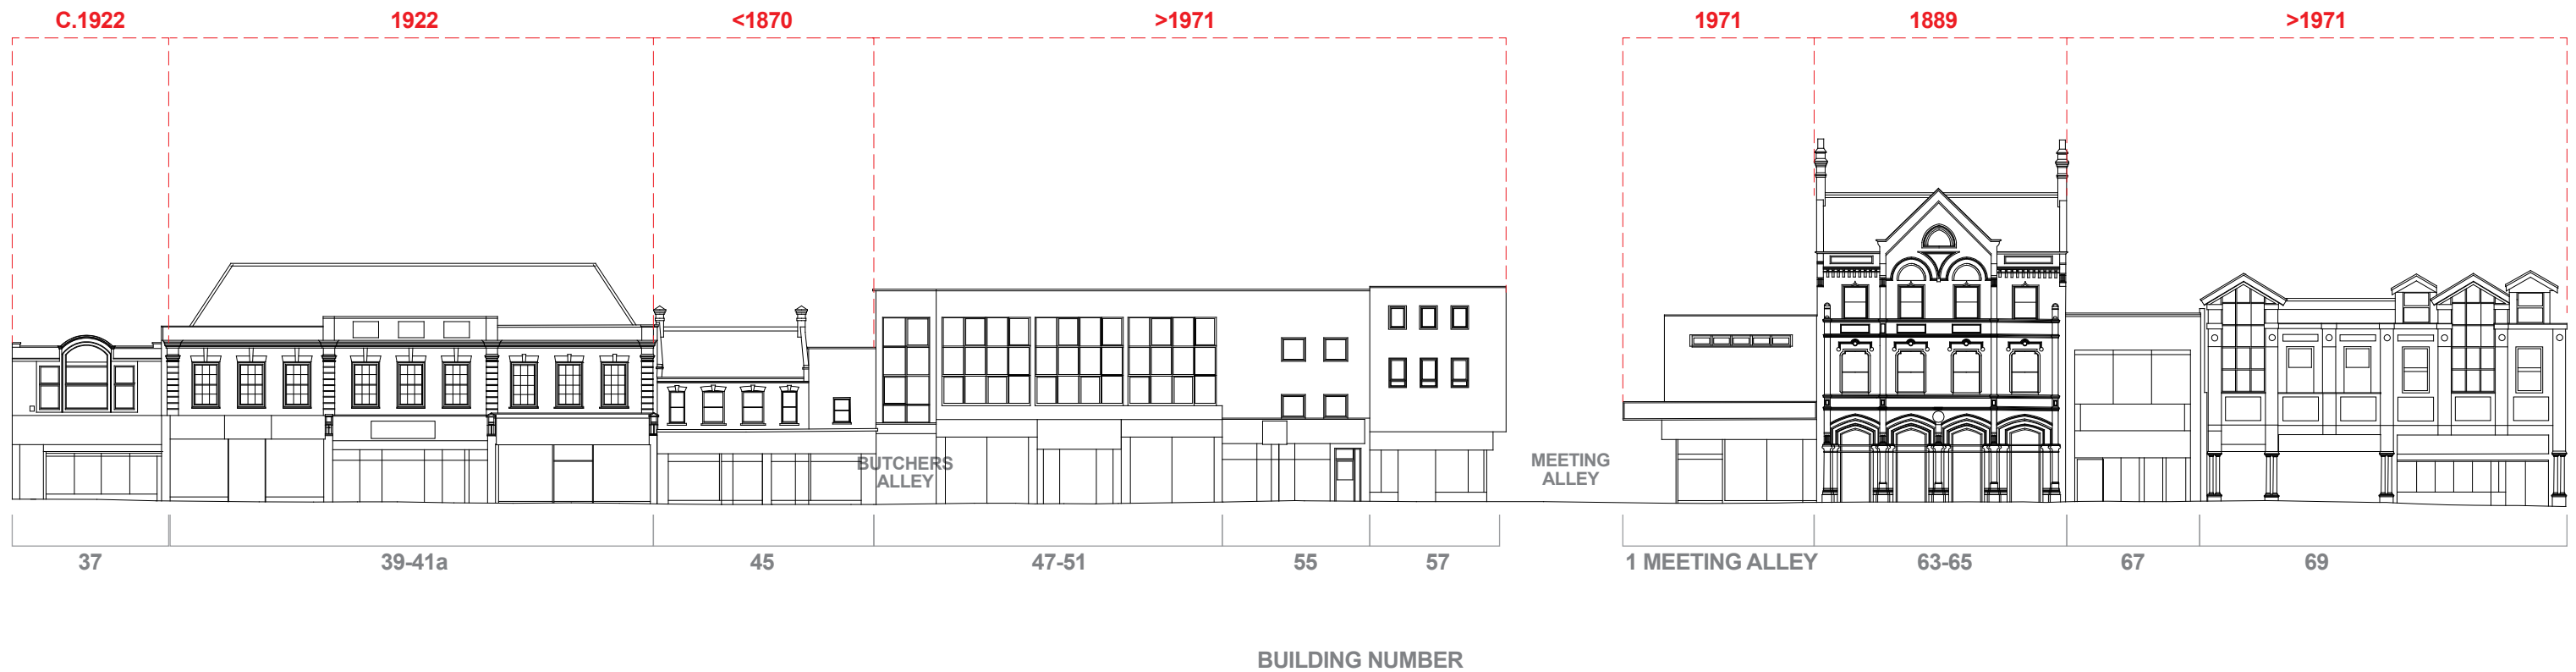 C.1922 1922 <1870 >1971 1971 1889 >1971
BUTCHERS
ALLEY
MEETING
ALLEY
37 39-41a 45 47-51 55 57 1 MEETING ALLEY 63-65 67 69
BUILDING NUMBER